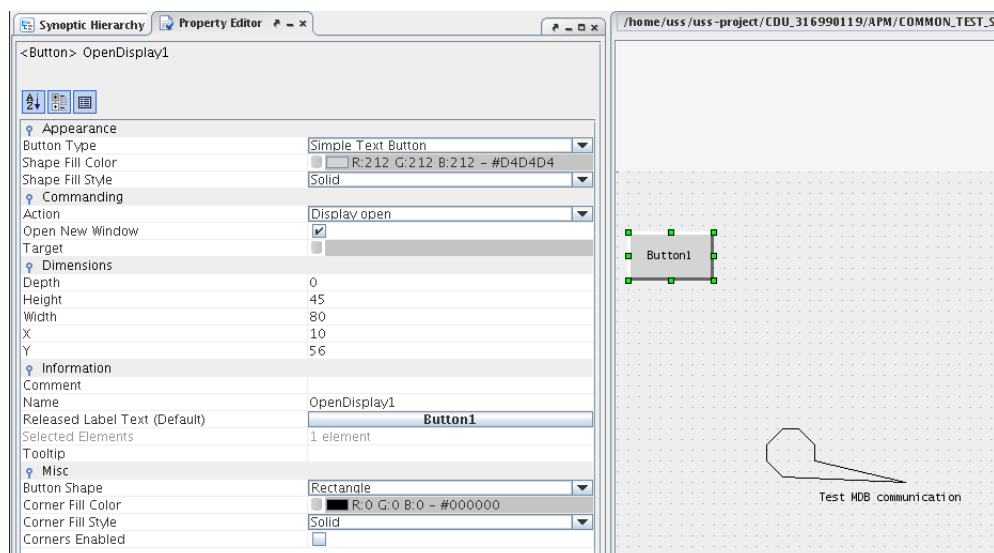 Synoptic Hierarchy
Property Editor
<Button> OpenDisplay1
Appearance
Button Type Simple Text Button
Shape Fill Color R:212 G:212 B:212 - #D4D4D4
Shape Fill Style Solid
Commanding
Action Display open
Open New Window
Target
Dimensions
Depth 0
Height 45
Width 80
X 10
Y 56
Information
Comment
Name OpenDisplay1
Released Label Text (Default) Button1
Selected Elements 1 element
Tooltip
Misc
Button Shape Rectangle
Corner Fill Color R:0 G:0 B:0 - #000000
Corner Fill Style Solid
Corners Enabled
/home/uss/uss-project/CDU_316990119/APM/COMMON_TEST_S
Button1
Test MDB communication